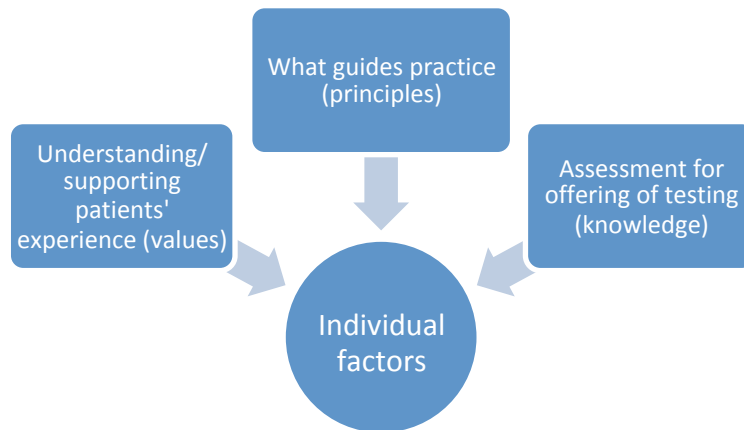 What guides practice
(principles)
Understanding/
supporting
patients'
experience (values)
Assessment for
offering of testing
(knowledge)
Individual
factors